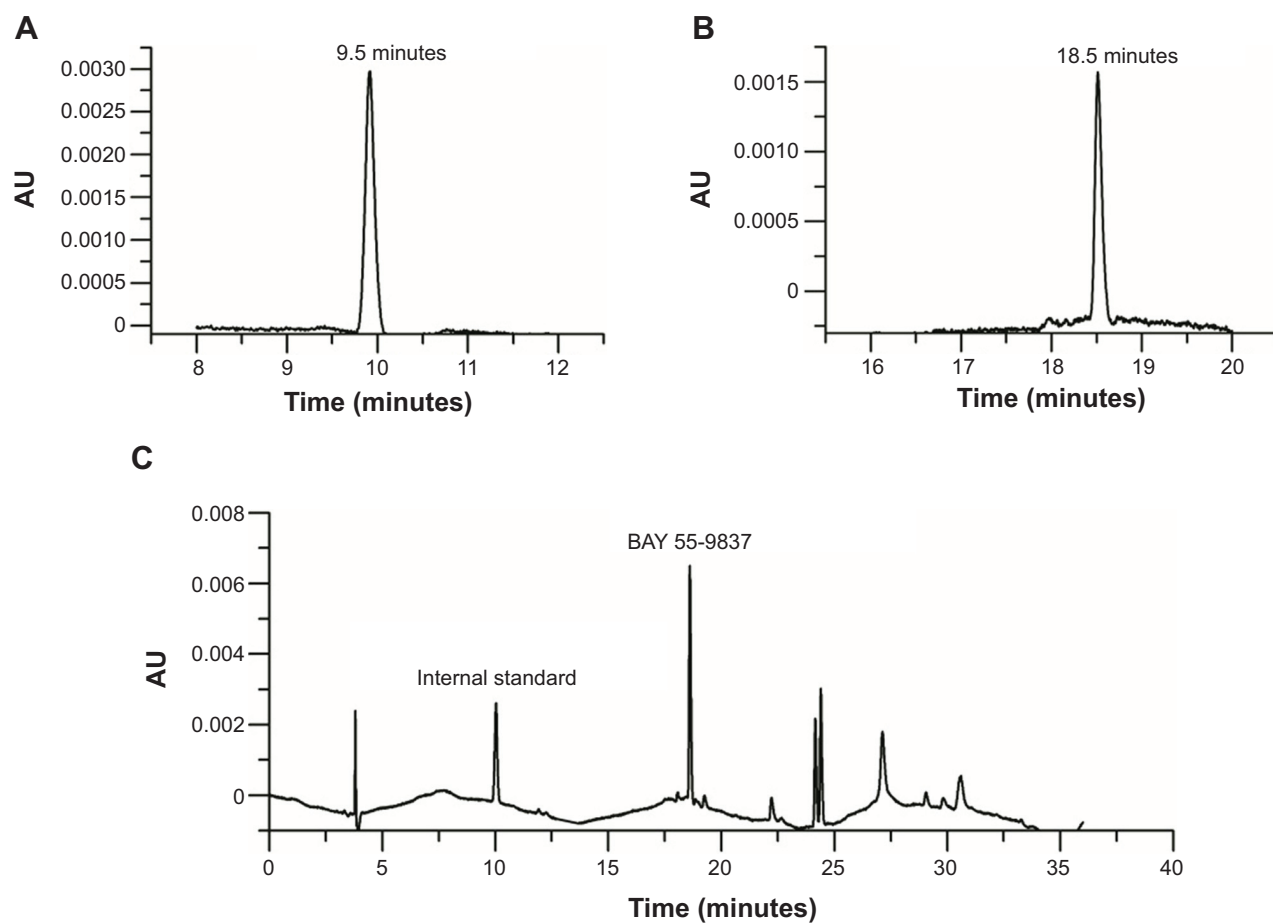 A
9.5 minutes
0.0030
0.0025
0.0020
0.0015
0.0010
0.0005
0
AU
8 9 10 11 12
Time (minutes)
B
18.5 minutes
0.0015
0.0010
0.0005
0
AU
16 17 18 19 20
Time (minutes)
C
0.008
0.006
0.004
0.002
0
AU
BAY 55-9837
Internal standard
0 5 10 15 20 25 30 35 40
Time (minutes)